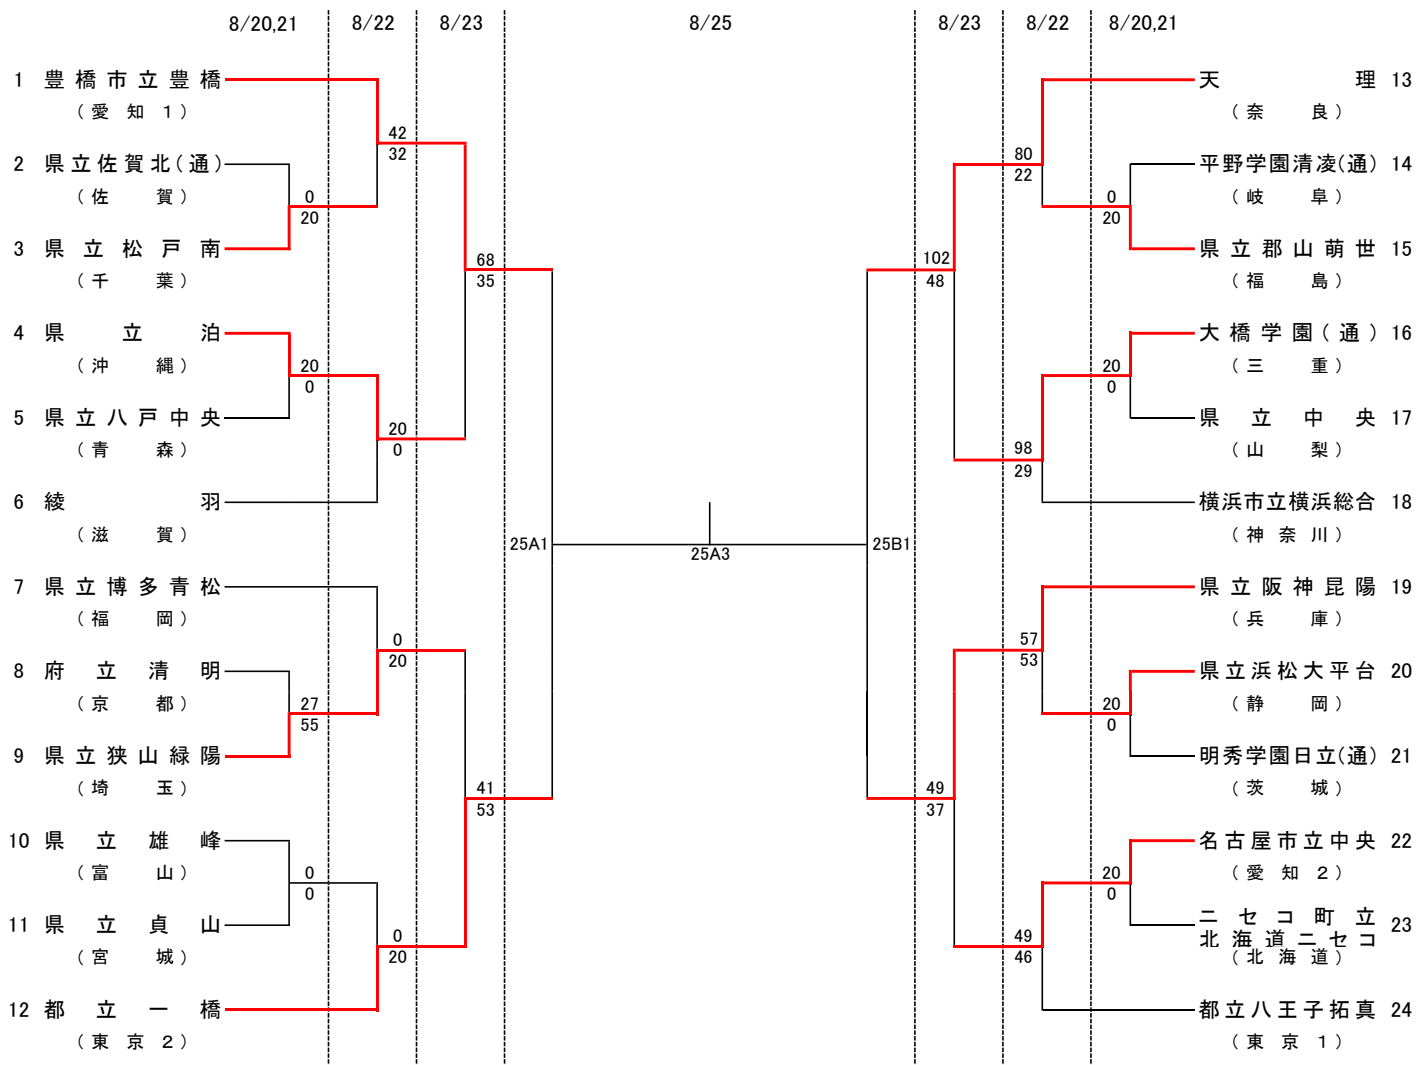 8/20,21 8/22 8/23 8/25 8/23 8/22 8/20,21
1 豊橋市立豊橋
(愛知1)
42
32
2 県立佐賀北(通)
(佐賀)
0
20
3 県立松戸南
(千葉)
68
35
4 県立泊
(沖縄)
20
0
5 県立八戸中央
(青森)
20
0
6 綾羽
(滋賀)
25A1
7 県立博多青松
(福岡)
0
20
8 府立清明
(京都)
27
55
9 県立狭山緑陽
(埼玉)
41
53
10 県立雄峰
(富山)
0
0
11 県立貞山
(宮城)
0
20
12 都立一橋
(東京2)
25A3
天理 13
(奈良)
80
22
平野学園清凌(通) 14
(岐阜)
0
20
県立郡山萌世 15
(福島)
102
48
大橋学園(通) 16
(三重)
20
0
県立中央 17
(山梨)
98
29
横浜市立横浜総合 18
(神奈川)
25B1
県立阪神昆陽 19
(兵庫)
57
53
県立浜松大平台 20
(静岡)
20
0
明秀学園日立(通) 21
(茨城)
49
37
名古屋市立中央 22
(愛知2)
20
0
ニセコ町立
北海道ニセコ 23
(北海道)
49
46
都立八王子拓真 24
(東京1)